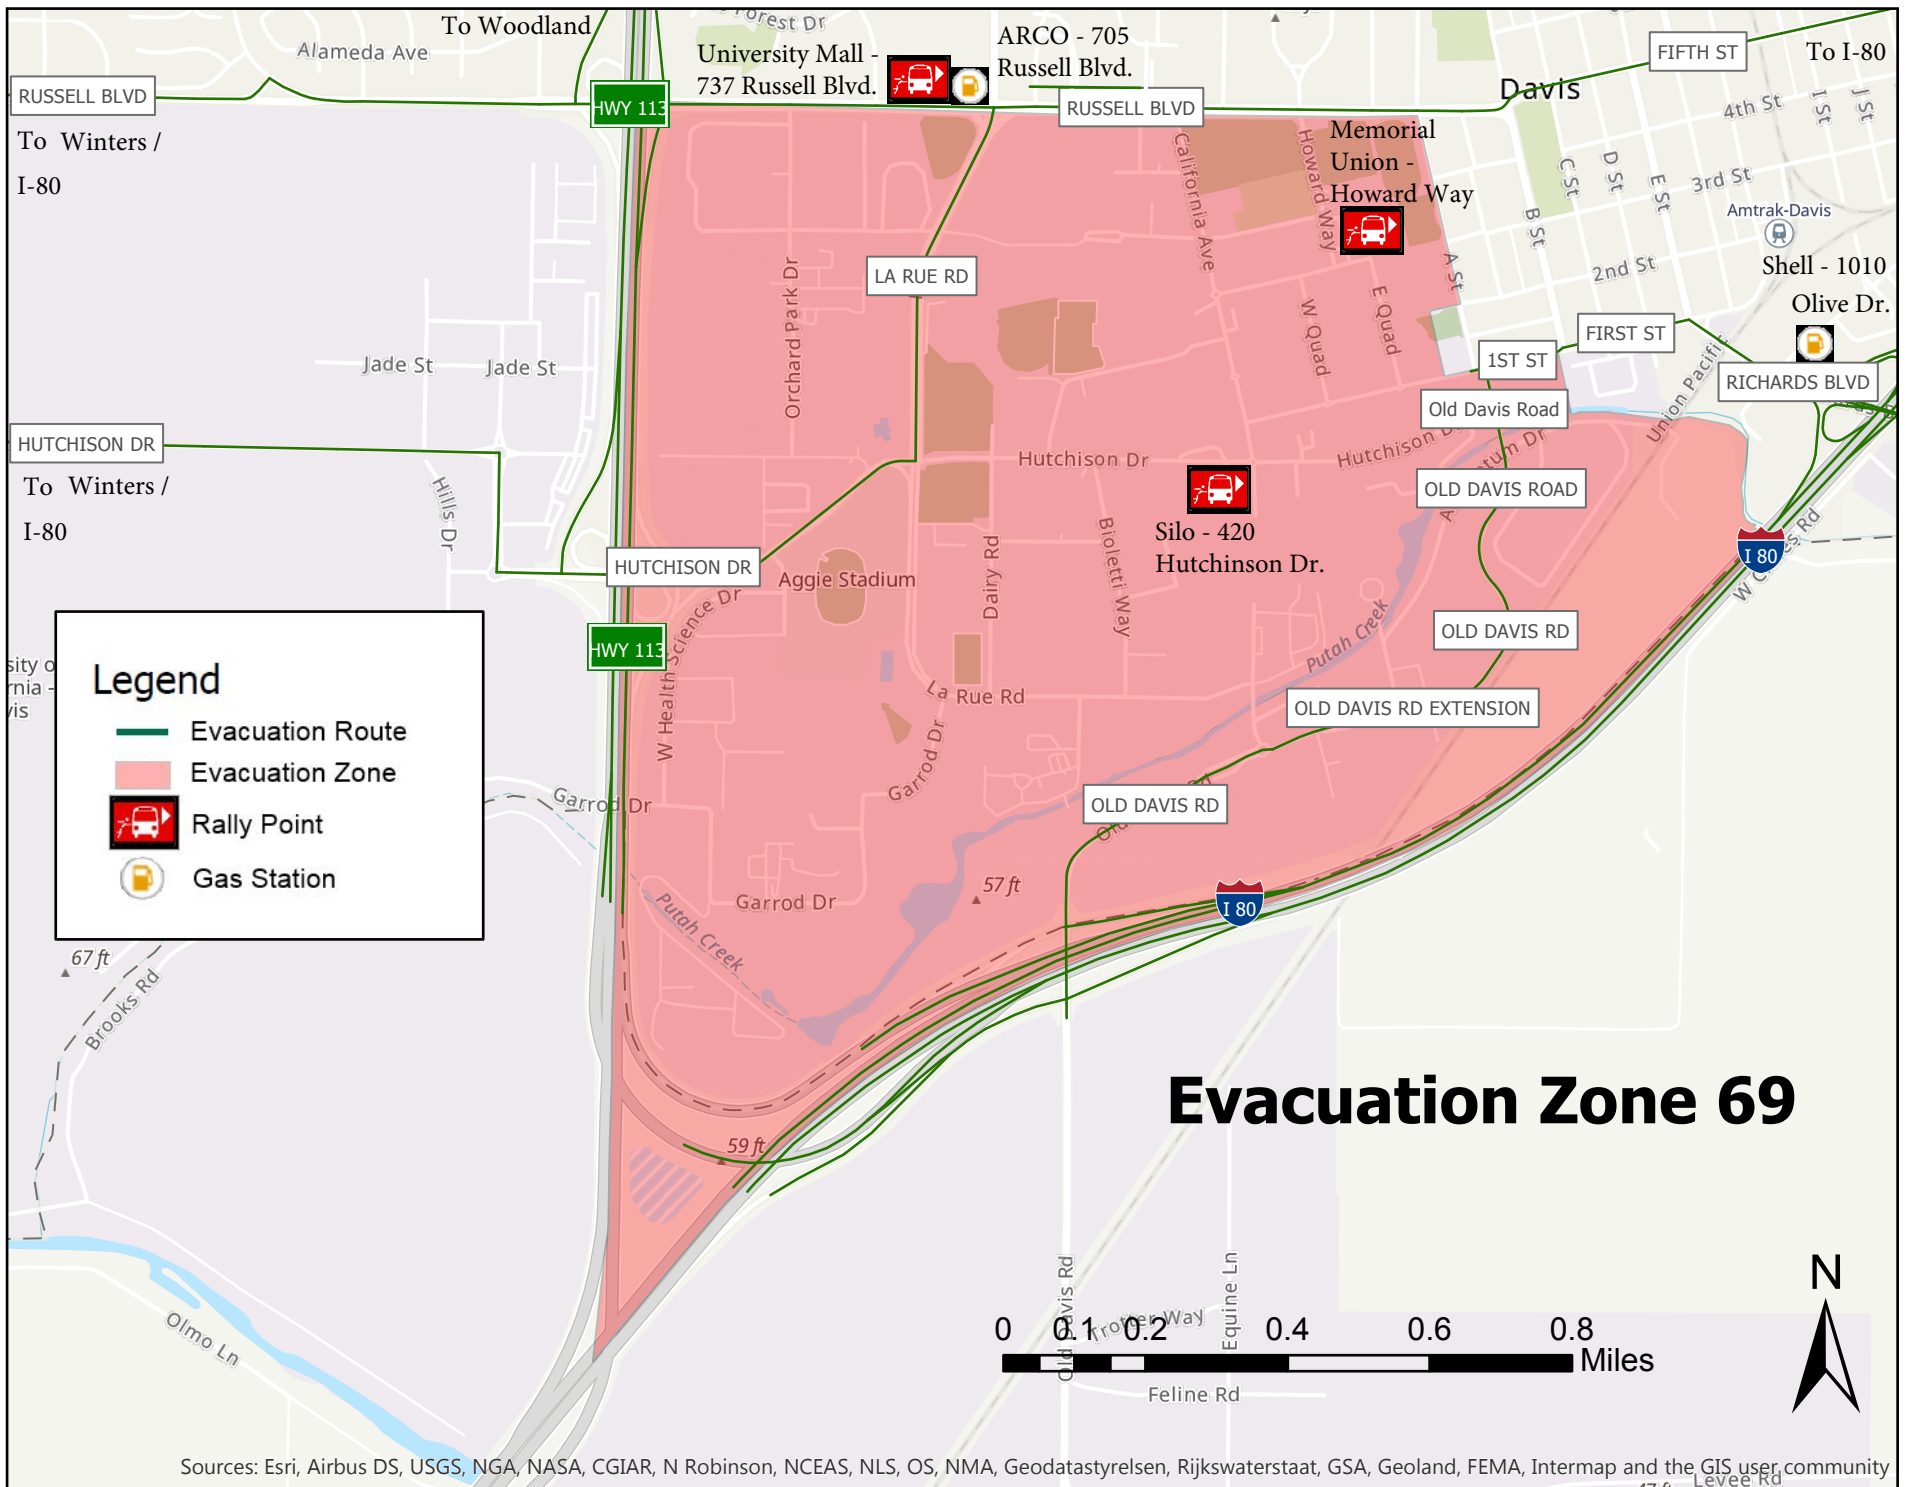 To Woodland
Forest Dr
Alameda Ave
University Mall -
737 Russell Blvd.
ARCO - 705
Russell Blvd.
FIFTH ST
To I-80
RUSSELL BLVD
HWY 113
RUSSELL BLVD
Davis
4th St
I St
J St
To Winters /
I-80
California Ave
Howard Way
Memorial
Union -
Howard Way
C St
D St
E St
3rd St
Amtrak-Davis
B St
A St
2nd St
Shell - 1010
Olive Dr.
LA RUE RD
Orchard Park Dr
W Quad
E Quad
FIRST ST
1ST ST
Union Pacific
RICHARDS BLVD
Jade St
Jade St
Old Davis Road
HUTCHISON DR
To Winters /
I-80
Hutchison Dr
Hutchison D
tum Dr
OLD DAVIS ROAD
Hills Dr
Silo - 420
Hutchinson Dr.
I 80
HUTCHISON DR
Aggie Stadium
Dairy Rd
Bioletti Way
W Health Science Dr
HWY 113
Putah Creek
OLD DAVIS RD
La Rue Rd
OLD DAVIS RD EXTENSION
Garrod Dr
Garrod Dr
OLD DAVIS RD
sity o
rnia -
vis
Legend
Evacuation Route
Evacuation Zone
Rally Point
Gas Station
57 ft
Garrod Dr
I 80
Putah Creek
67 ft
Brooks Rd
Evacuation Zone 69
59 ft
Olmo Ln
Old Davis Rd
Trotter Way
Equine Ln
N
0 0.1 0.2 0.4 0.6 0.8
Miles
Feline Rd
Sources: Esri, Airbus DS, USGS, NGA, NASA, CGIAR, N Robinson, NCEAS, NLS, OS, NMA, Geodatastyrelsen, Rijkswaterstaat, GSA, Geoland, FEMA, Intermap and the GIS user community
Levee Rd